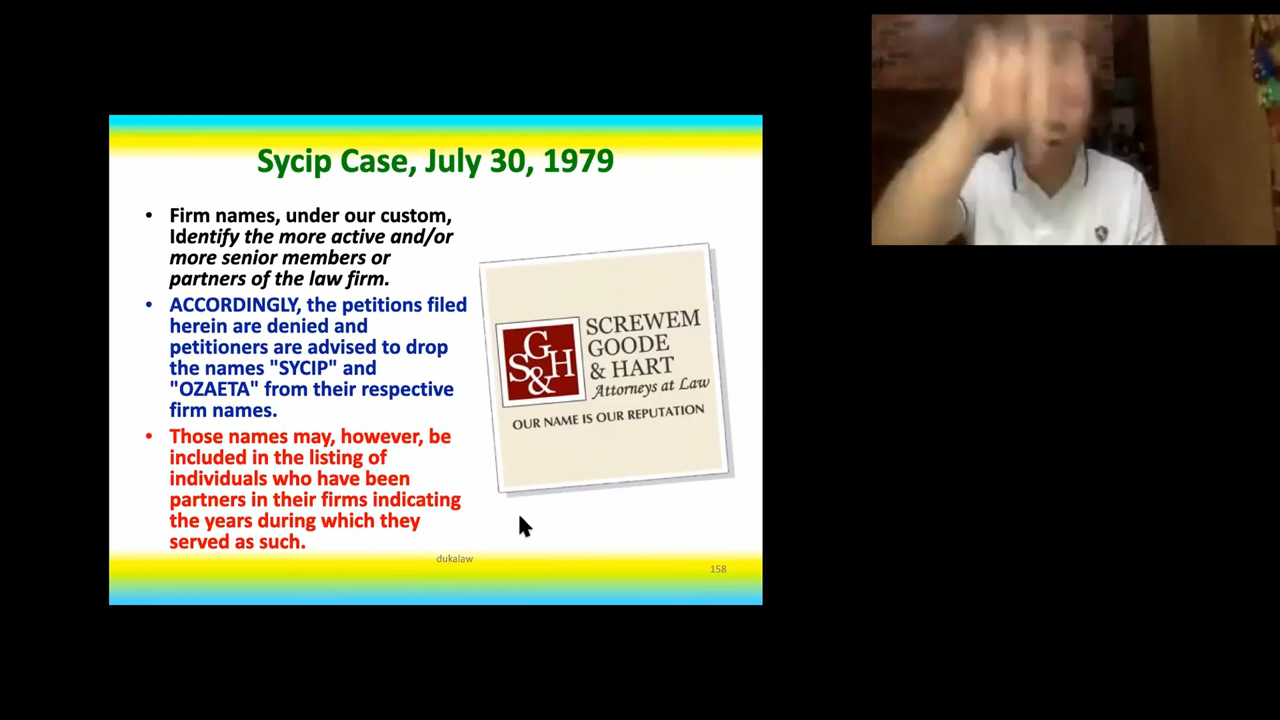 Sycip Case, July 30, 1979
• Firm names, under our custom,
Identify the more active and/or
more senior members or
partners of the law firm.
• ACCORDINGLY, the petitions filed
herein are denied and
petitioners are advised to drop
the names "SYCIP" and
"OZAETA" from their respective
firm names.
• Those names may, however, be
included in the listing of
individuals who have been
partners in their firms indicating
the years during which they
served as such.
SGH&
SCREWEM
GOODE
& HART
Attorneys at Law
OUR NAME IS OUR REPUTATION
dukalaw
158